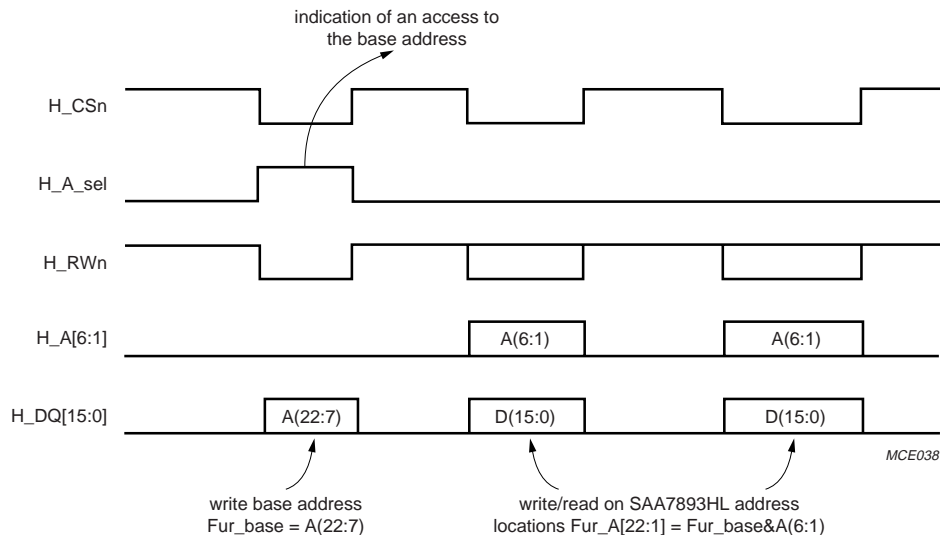 indication of an access to
the base address
H_CSn
H_A_sel
H_RWn
H_A[6:1]
A(6:1)
A(6:1)
H_DQ[15:0]
A(22:7)
D(15:0)
D(15:0)
MCE038
write base address
Fur_base = A(22:7)
write/read on SAA7893HL address
locations Fur_A[22:1] = Fur_base&A(6:1)